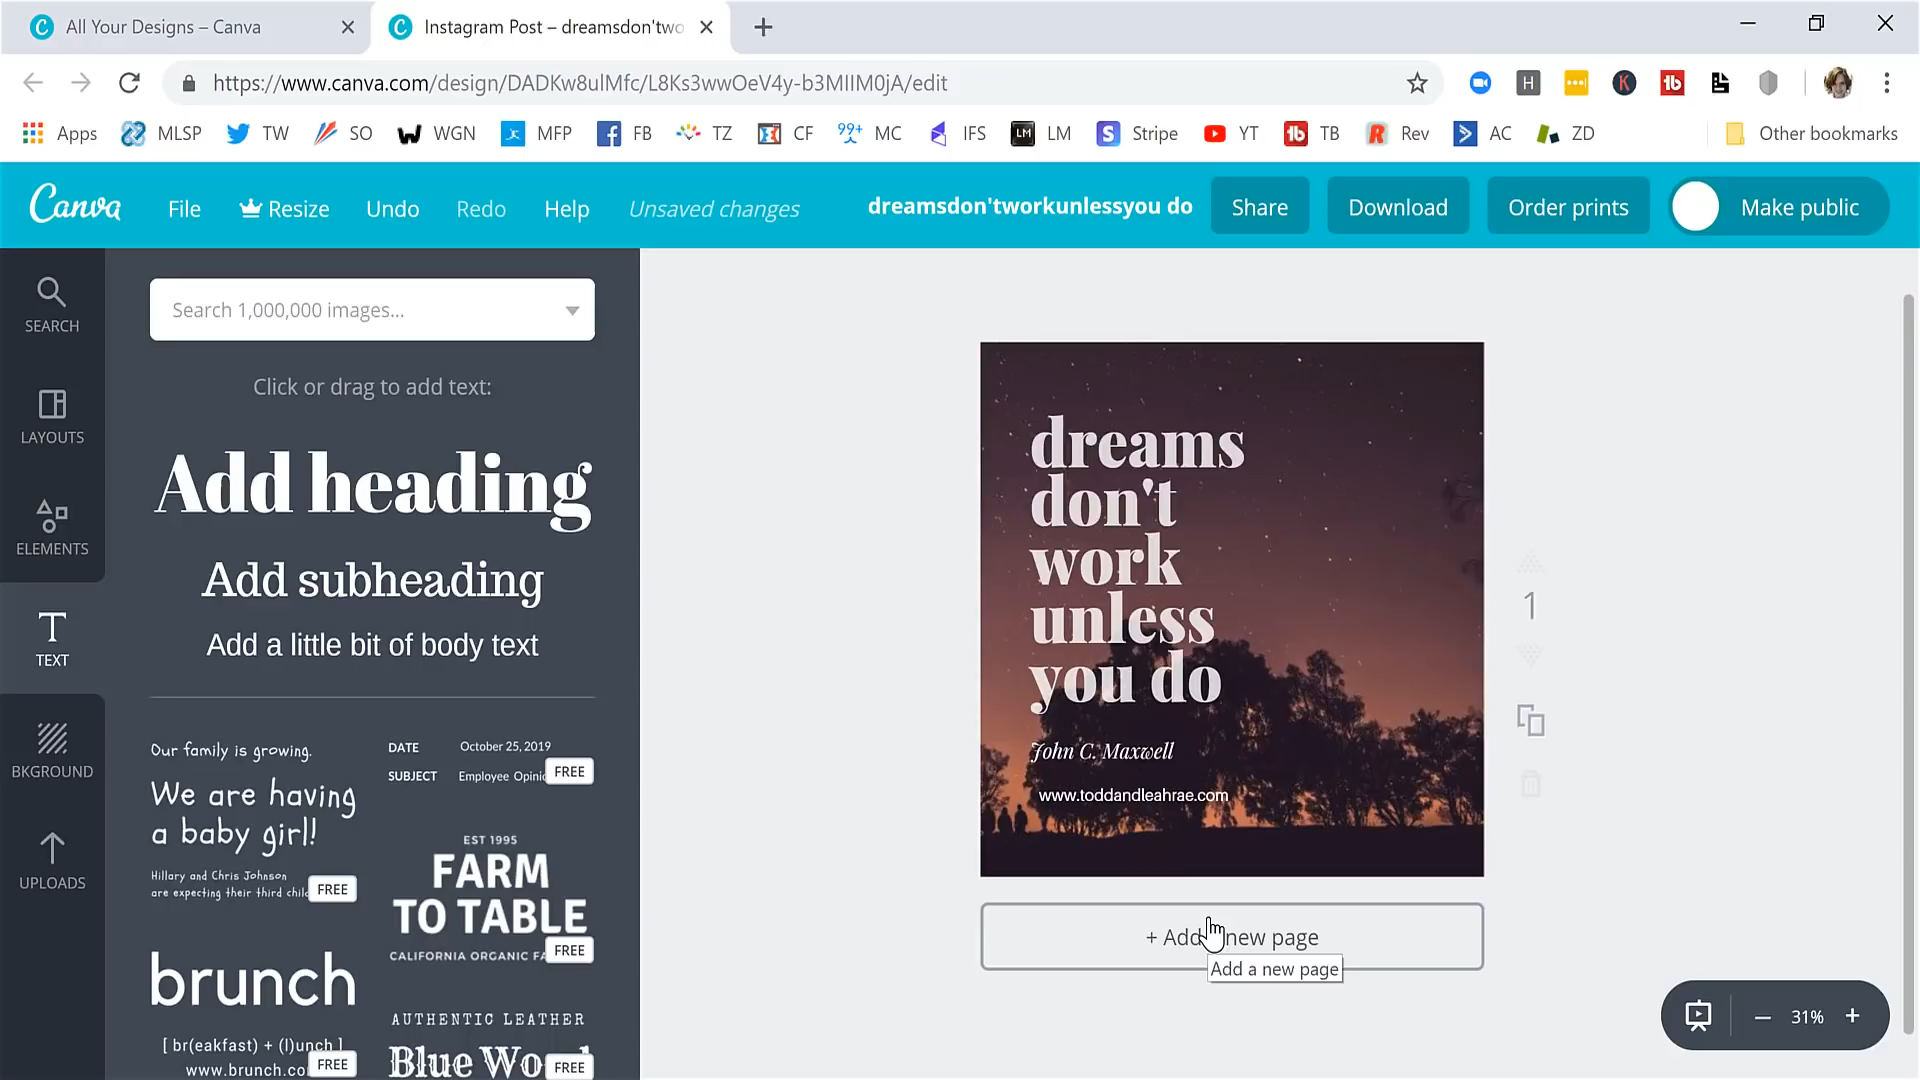 All Your Designs – Canva
Instagram Post – dreamsdon'two
https://www.canva.com/design/DADKw8ulMfc/L8Ks3wwOeV4y-b3MIIM0jA/edit
Apps MLSP TW SO WGN MFP FB TZ CF 99+ MC IFS LM LM Stripe YT TB Rev AC ZD Other bookmarks
Canva File Resize Undo Redo Help Unsaved changes dreamsdon'tworkunlessyou do Share Download Order prints Make public
SEARCH
LAYOUTS
ELEMENTS
TEXT
BKGROUND
UPLOADS
Search 1,000,000 images...
Click or drag to add text:
Add heading
Add subheading
Add a little bit of body text
Our family is growing.
We are having
a baby girl!
Hillary and Chris Johnson
are expecting their third chil
FREE
DATE October 25, 2019
SUBJECT Employee Opini
FREE
EST 1995
FARM
TO TABLE
CALIFORNIA ORGANIC FA
FREE
brunch
[ br(eakfast) + (l)unch ]
www.brunch.co
FREE
AUTHENTIC LEATHER
Blue Wo
FREE
dreams
don't
work
unless
you do
John C. Maxwell
www.toddandleahrae.com
1
+ Add new page
Add a new page
31%